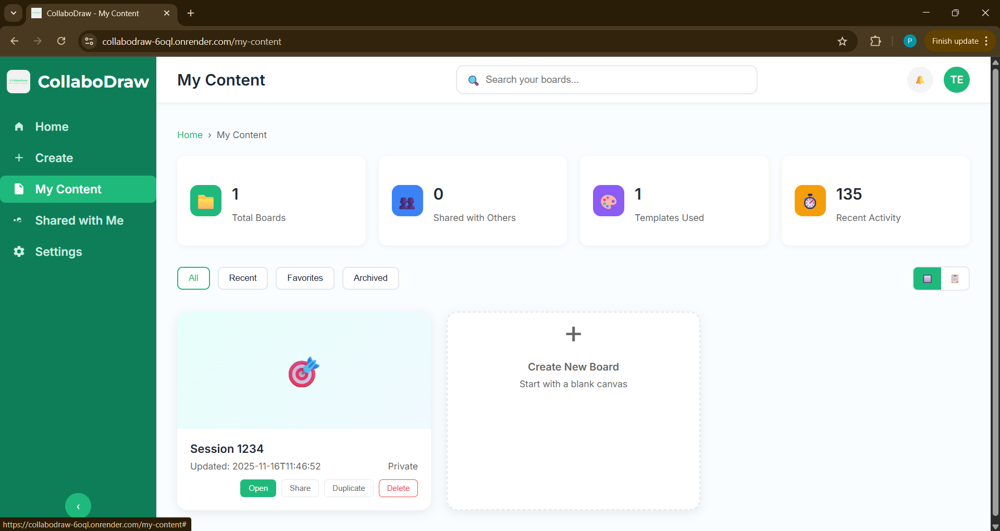 CollaboDraw - My Content
collabodraw-6oql.onrender.com/my-content
P
Finish update
CollaboDraw
My Content
Search your boards...
TE
Home
Create
My Content
Shared with Me
Settings
Home › My Content
1
Total Boards
0
Shared with Others
1
Templates Used
135
Recent Activity
All
Recent
Favorites
Archived
Session 1234
Updated: 2025-11-16T11:46:52
Private
Open
Share
Duplicate
Delete
Create New Board
Start with a blank canvas
https://collabodraw-6oql.onrender.com/my-content#